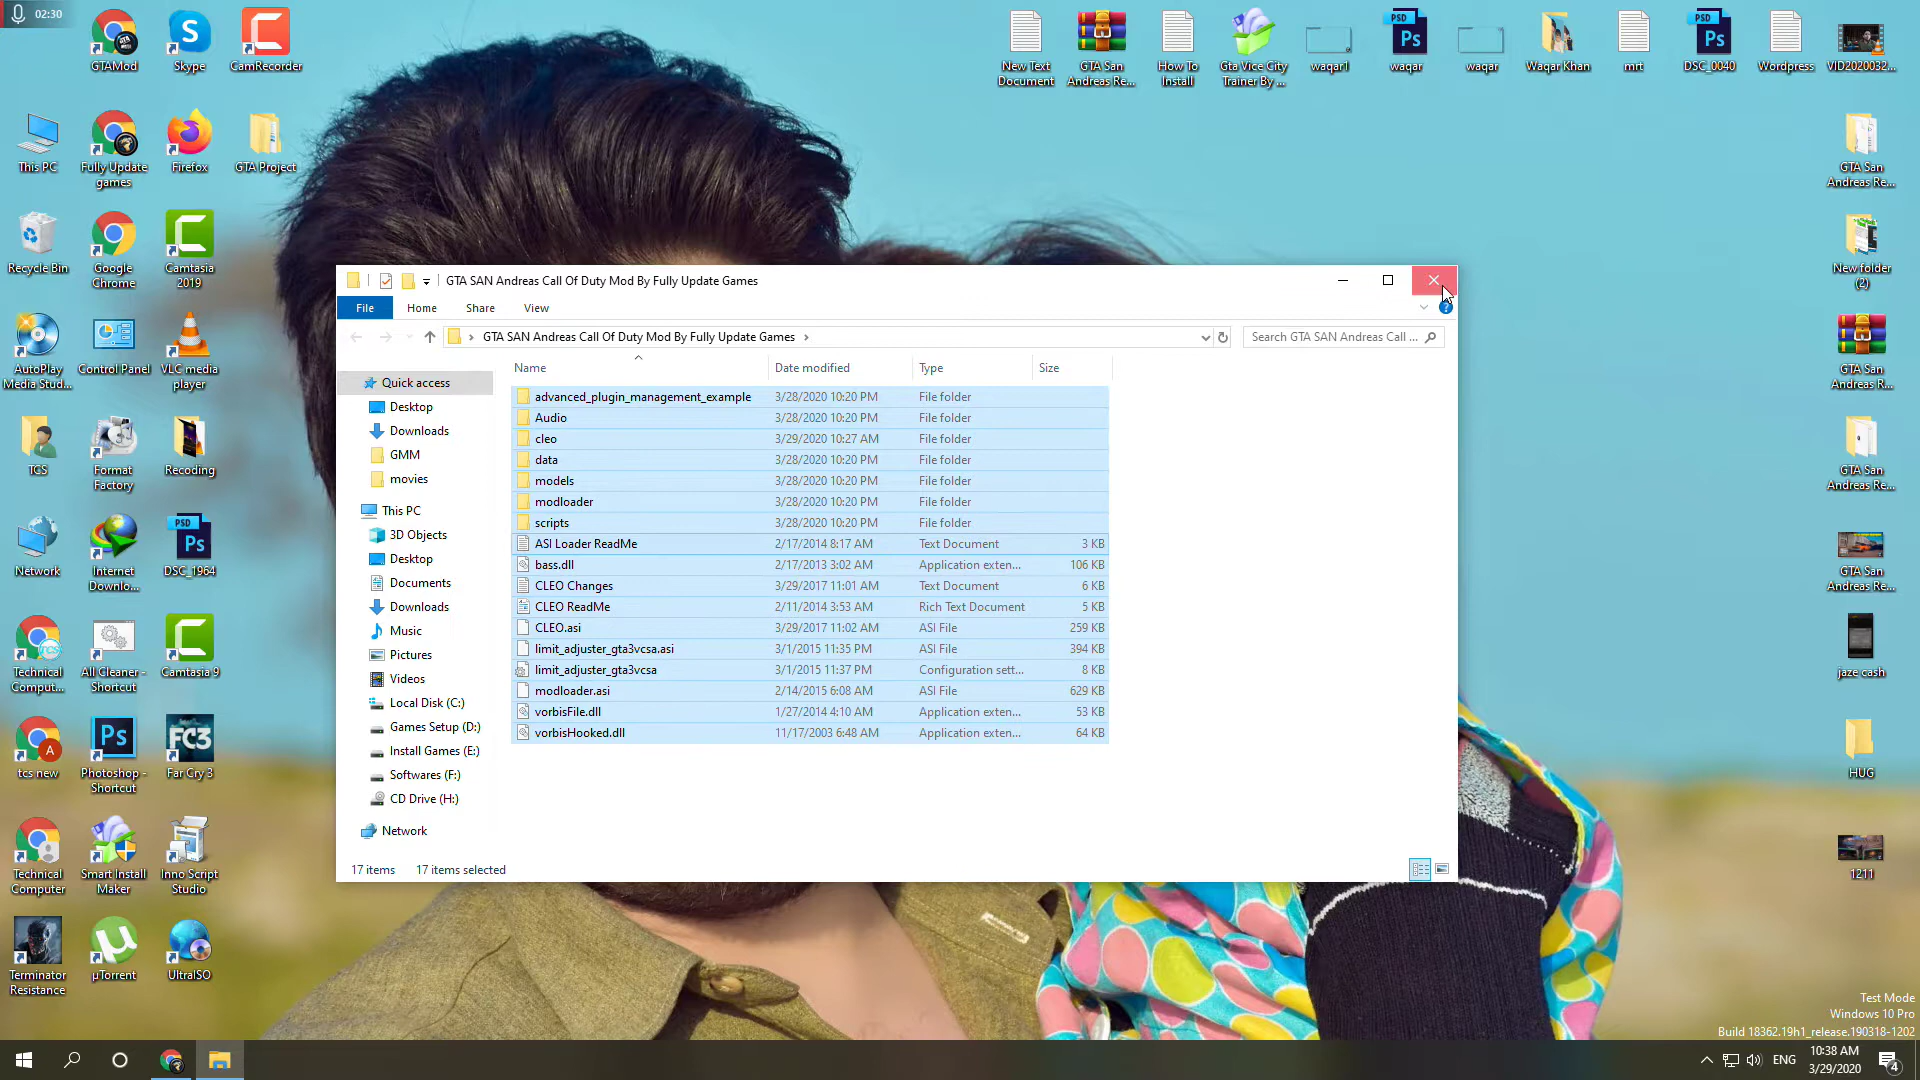 02:30
GTAMod
Skype
CamRecorder
New Text
Document
GTA San
Andreas Re...
How To
Install
Gta Vice City
Trainer By ...
waqar1
waqar
waqar
Waqar Khan
mrt
DSC_0040
Wordpress
VID2020032...
This PC
Fully Update
games
Firefox
GTA Project
GTA San
Andreas Re...
Recycle Bin
Google
Chrome
Camtasia
2019
New folder
(2)
AutoPlay
Media Stud...
Control Panel
VLC media
player
GTA San
Andreas R...
TCS
Format
Factory
Recoding
GTA San
Andreas Re...
Network
Internet
Downlo...
DSC_1964
GTA San
Andreas Re...
Technical
Comput...
All Cleaner -
Shortcut
Camtasia 9
jaze cash
tcs new
Photoshop -
Shortcut
FC3
Far Cry 3
HUG
Technical
Computer
Smart Install
Maker
Inno Script
Studio
1211
Terminator
Resistance
µTorrent
UltraISO
GTA SAN Andreas Call Of Duty Mod By Fully Update Games
File Home Share View
GTA SAN Andreas Call Of Duty Mod By Fully Update Games
Search GTA SAN Andreas Call ...
Name Date modified Type Size
Quick access
Desktop
Downloads
GMM
movies
This PC
3D Objects
Desktop
Documents
Downloads
Music
Pictures
Videos
Local Disk (C:)
Games Setup (D:)
Install Games (E:)
Softwares (F:)
CD Drive (H:)
Network
advanced_plugin_management_example 3/28/2020 10:20 PM File folder
Audio 3/28/2020 10:20 PM File folder
cleo 3/29/2020 10:27 AM File folder
data 3/28/2020 10:20 PM File folder
models 3/28/2020 10:20 PM File folder
modloader 3/28/2020 10:20 PM File folder
scripts 3/28/2020 10:20 PM File folder
ASI Loader ReadMe 2/17/2014 8:17 AM Text Document 3 KB
bass.dll 2/17/2013 3:02 AM Application exten... 106 KB
CLEO Changes 3/29/2017 11:01 AM Text Document 6 KB
CLEO ReadMe 2/11/2014 3:53 AM Rich Text Document 5 KB
CLEO.asi 3/29/2017 11:02 AM ASI File 259 KB
limit_adjuster_gta3vcsa.asi 3/1/2015 11:35 PM ASI File 394 KB
limit_adjuster_gta3vcsa 3/1/2015 11:37 PM Configuration sett... 8 KB
modloader.asi 2/14/2015 6:08 AM ASI File 629 KB
vorbisFile.dll 1/27/2014 4:10 AM Application exten... 53 KB
vorbisHooked.dll 11/17/2003 6:48 AM Application exten... 64 KB
17 items 17 items selected
Test Mode
Windows 10 Pro
Build 18362.19h1_release.190318-1202
ENG
10:38 AM
3/29/2020
4